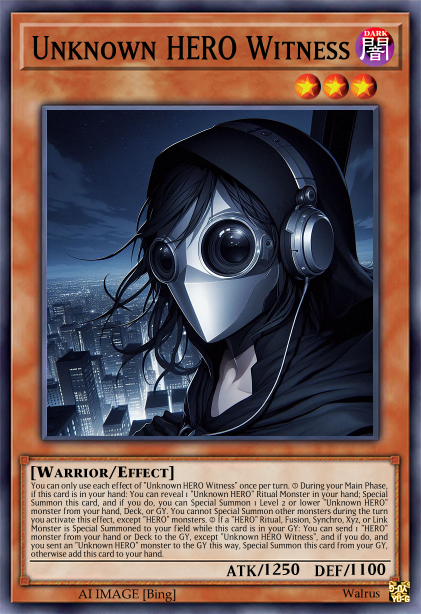 Unknown HERO Witness
DARK
闇
[Warrior/Effect]
You can only use each effect of "Unknown HERO Witness" once per turn. ① During your Main Phase,
if this card is in your hand: You can reveal 1 "Unknown HERO" Ritual Monster in your hand; Special
Summon this card, and if you do, you can Special Summon 1 Level 2 or lower "Unknown HERO"
monster from your hand, Deck, or GY. You cannot Special Summon other monsters during the turn
you activate this effect, except "HERO" monsters. ② If a "HERO" Ritual, Fusion, Synchro, Xyz, or Link
Monster is Special Summoned to your field while this card is in your GY: You can send 1 "HERO"
monster from your hand or Deck to the GY, except "Unknown HERO Witness", and if you do, and
you sent an "Unknown HERO" monster to the GY this way, Special Summon this card from your GY,
otherwise add this card to your hand.
ATK/1250 DEF/1100
AI IMAGE [Bing] Walrus